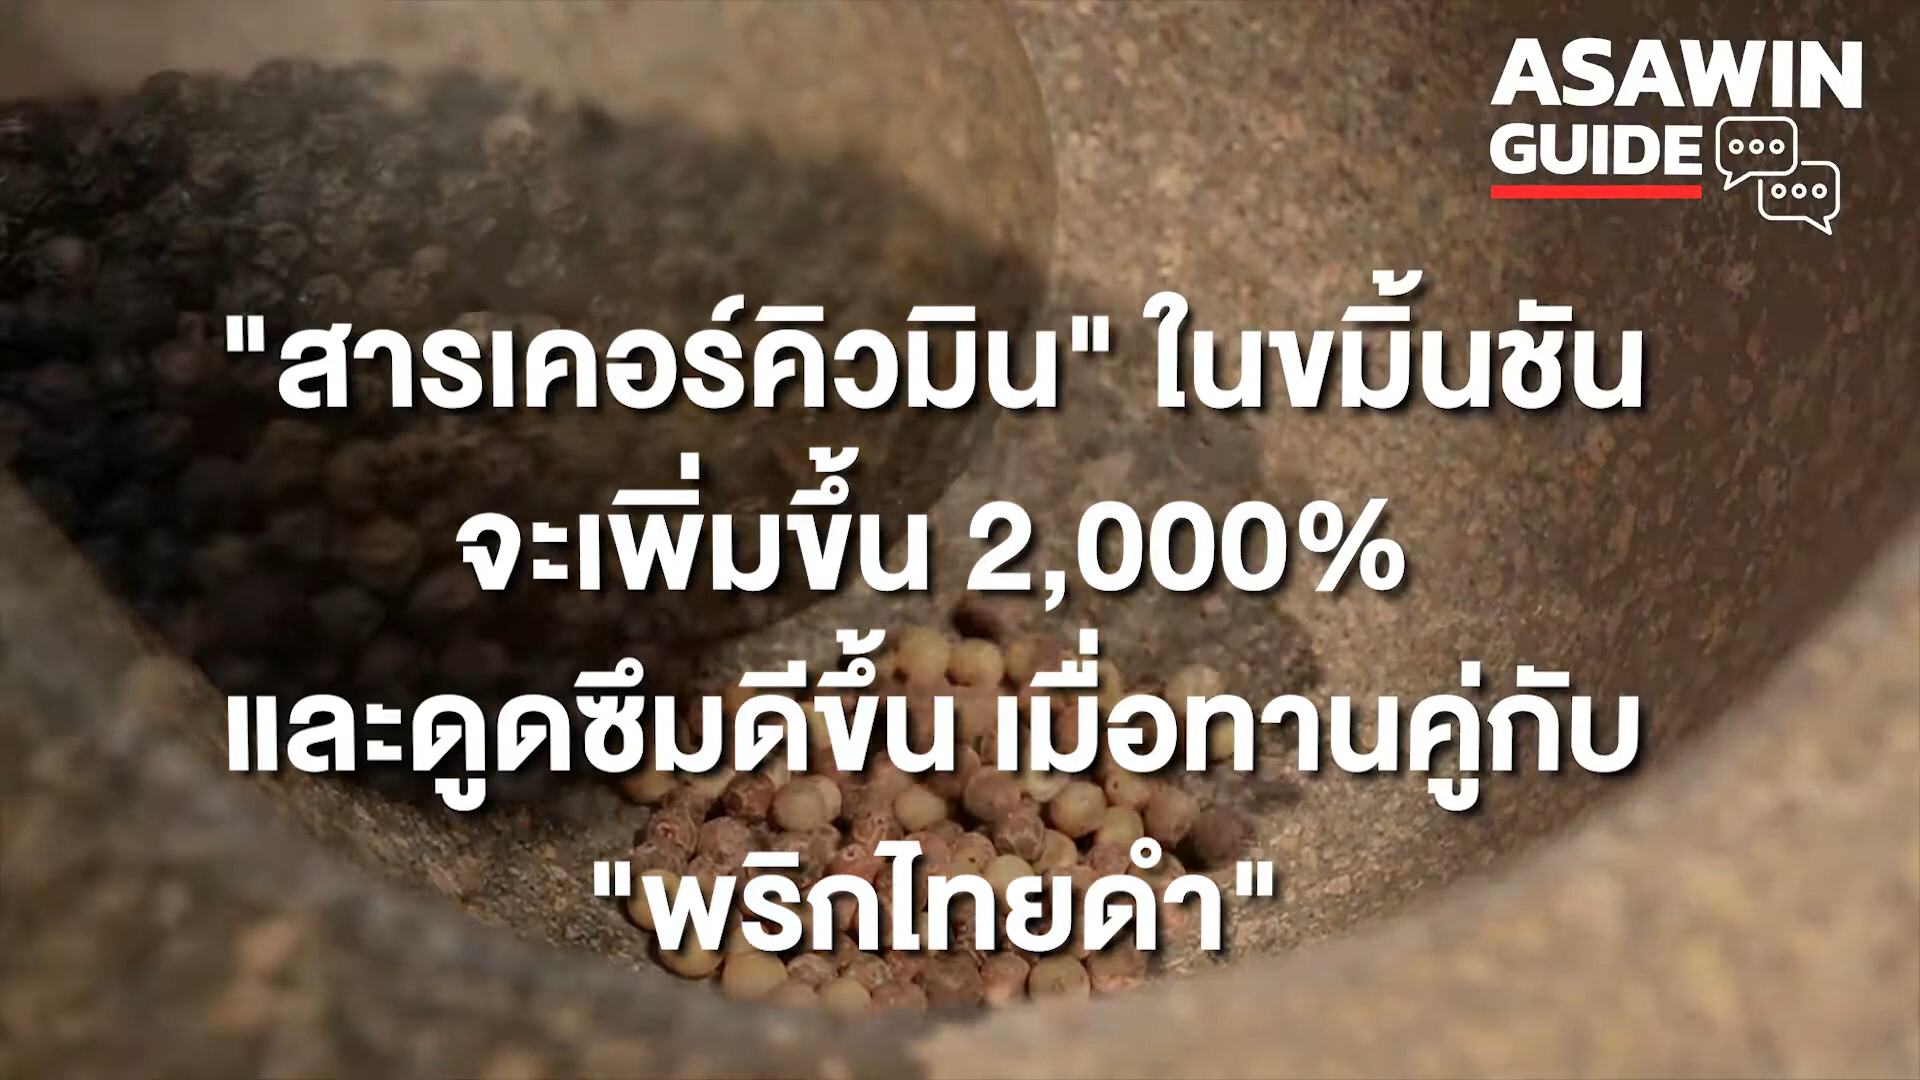 ASAWIN
GUIDE
"สารเคอร์คิวมิน" ในขมิ้นชัน
จะเพิ่มขึ้น 2,000%
และดูดซึมดีขึ้น เมื่อทานคู่กับ
"พริกไทยดำ"